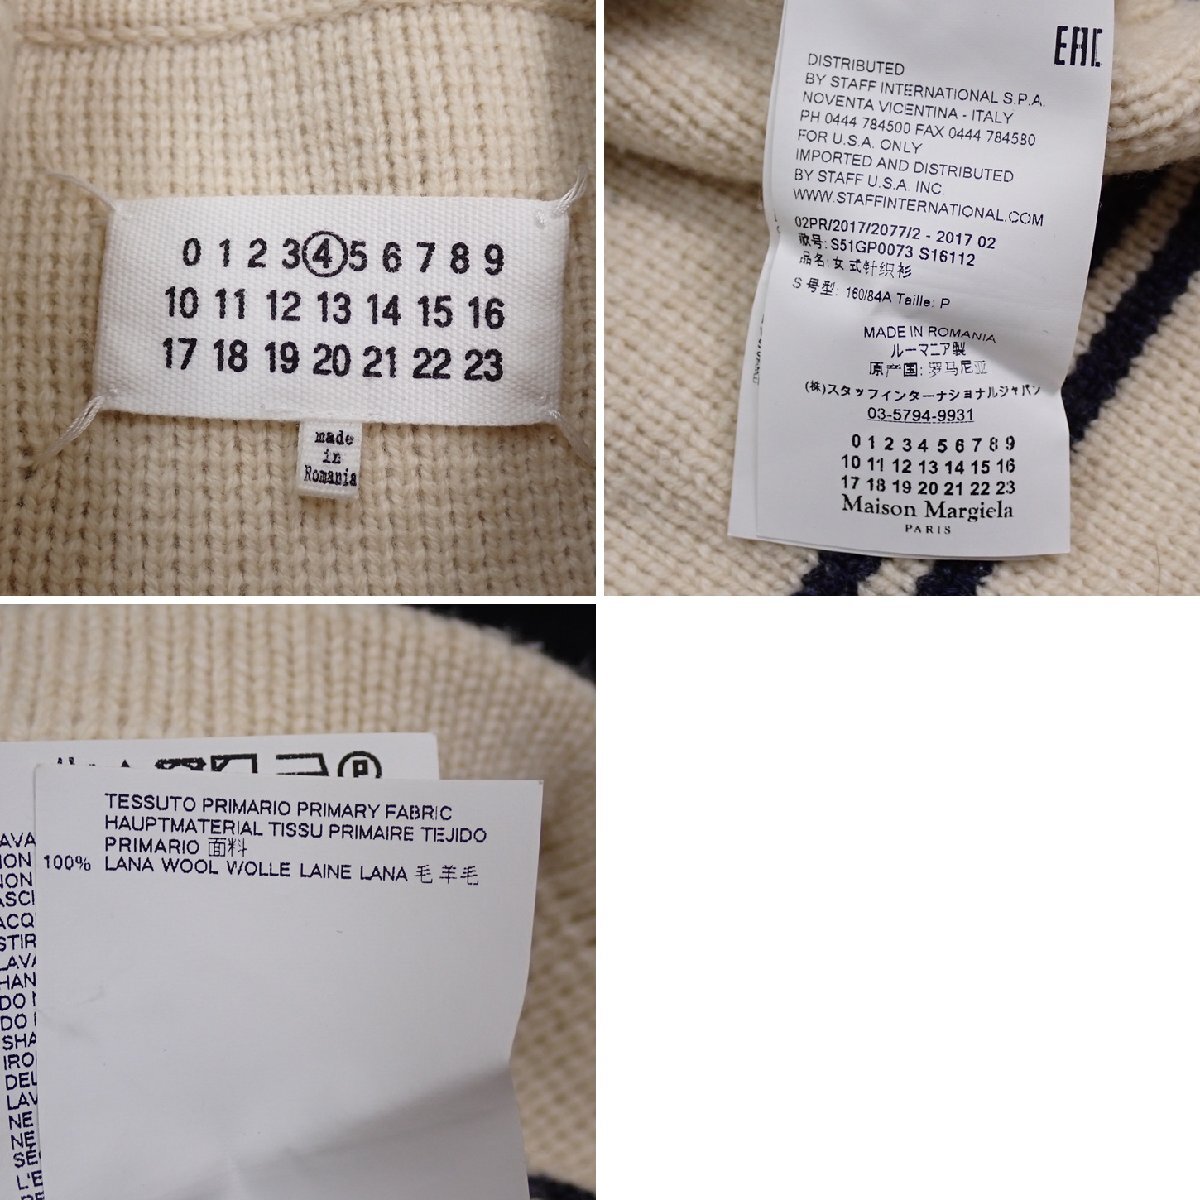 0 1 2 3 4 5 6 7 8 9
10 11 12 13 14 15 16
17 18 19 20 21 22 23
made
in
Romania
EAC
DISTRIBUTED
BY STAFF INTERNATIONAL S.P.A.
NOVENTA VICENTINA - ITALY
PH 0444 784500 FAX 0444 784580
FOR U.S.A. ONLY
IMPORTED AND DISTRIBUTED
BY STAFF U.S.A. INC
WWW.STAFFINTERNATIONAL.COM
02PR/2017/2077/2 - 2017 02
款号: S51GP0073 S16112
品名: 女式针织衫
S 号型: 160/84A Taille: P
MADE IN ROMANIA
ルーマニア製
原产国: 罗马尼亚
(株)スタッフインターナショナルジャパン
03-5794-9931
0 1 2 3 4 5 6 7 8 9
10 11 12 13 14 15 16
17 18 19 20 21 22 23
Maison Margiela
PARIS
P
TESSUTO PRIMARIO PRIMARY FABRIC
HAUPTMATERIAL TISSU PRIMAIRE TEJIDO
PRIMARIO 面料
100% LANA WOOL WOLLE LAINE LANA 毛 羊毛